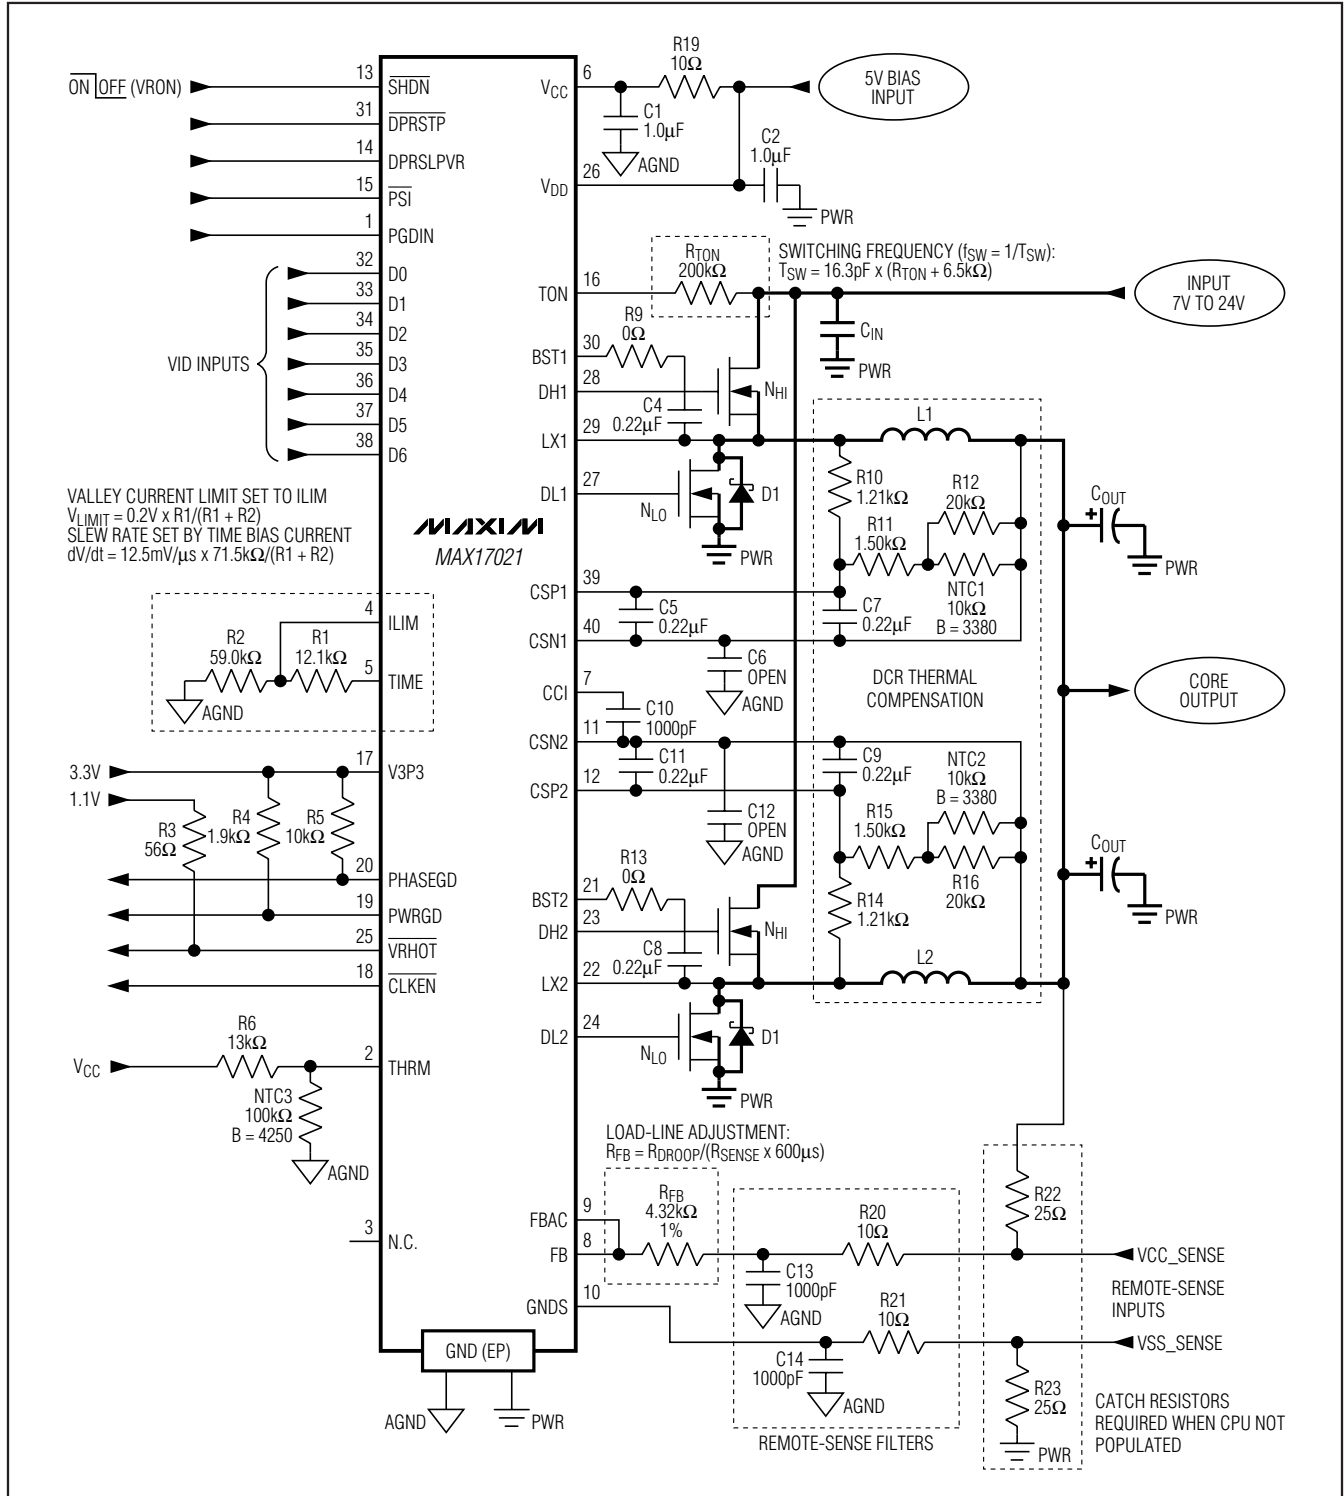 ON OFF (VRON)
13
SHDN
31
DPRSTP
14
DPRSLPVR
15
PSI
1
PGDIN
32
D0
33
D1
34
D2
35
D3
36
D4
37
D5
38
D6
VID INPUTS
VALLEY CURRENT LIMIT SET TO ILIM
VLIMIT = 0.2V x R1/(R1 + R2)
SLEW RATE SET BY TIME BIAS CURRENT
dV/dt = 12.5mV/µs x 71.5kΩ/(R1 + R2)
4
ILIM
R2
59.0kΩ
R1
12.1kΩ
5
TIME
AGND
3.3V
17
V3P3
1.1V
R3
56Ω
R4
1.9kΩ
R5
10kΩ
20
PHASEGD
19
PWRGD
25
VRHOT
18
CLKEN
VCC
R6
13kΩ
2
THRM
NTC3
100kΩ
B = 4250
AGND
3
N.C.
MAXIM
MAX17021
GND (EP)
AGND
PWR
VCC
6
R19
10Ω
5V BIAS
INPUT
C1
1.0µF
AGND
C2
1.0µF
VDD
26
PWR
RTON
200kΩ
SWITCHING FREQUENCY (fSW = 1/TSW):
TSW = 16.3pF x (RTON + 6.5kΩ)
TON
16
INPUT
7V TO 24V
CIN
PWR
R9
0Ω
BST1
30
DH1
28
NHI
C4
0.22µF
LX1
29
L1
DL1
27
NLO
D1
PWR
R10
1.21kΩ
R12
20kΩ
R11
1.50kΩ
NTC1
10kΩ
B = 3380
COUT
PWR
CSP1
39
C5
0.22µF
C7
0.22µF
CSN1
40
C6
OPEN
AGND
DCR THERMAL
COMPENSATION
CORE
OUTPUT
CCI
7
C10
1000pF
CSN2
11
C11
0.22µF
C9
0.22µF
CSP2
12
NTC2
10kΩ
B = 3380
C12
OPEN
AGND
R15
1.50kΩ
R16
20kΩ
COUT
PWR
R13
0Ω
BST2
21
DH2
23
NHI
R14
1.21kΩ
C8
0.22µF
LX2
22
L2
DL2
24
NLO
D1
PWR
LOAD-LINE ADJUSTMENT:
RFB = RDROOP/(RSENSE x 600µs)
RFB
4.32kΩ
1%
FBAC
9
FB
8
R20
10Ω
C13
1000pF
AGND
R22
25Ω
VCC_SENSE
REMOTE-SENSE
INPUTS
GNDS
10
R21
10Ω
VSS_SENSE
C14
1000pF
AGND
R23
25Ω
PWR
CATCH RESISTORS
REQUIRED WHEN CPU NOT
POPULATED
REMOTE-SENSE FILTERS